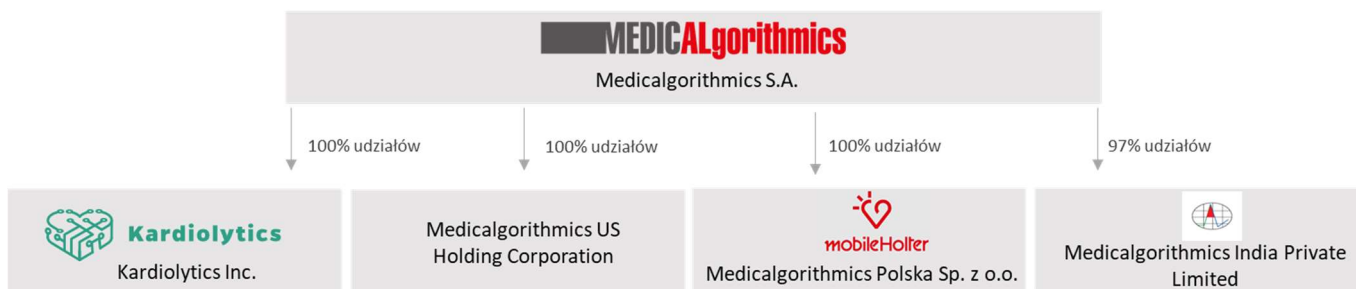 MEDICALgorithmics
Medicalgorithmics S.A.
100% udziałów
100% udziałów
100% udziałów
97% udziałów
Kardiolytics
Kardiolytics Inc.
Medicalgorithmics US
Holding Corporation
mobileHolter
Medicalgorithmics Polska Sp. z o.o.
Medicalgorithmics India Private
Limited